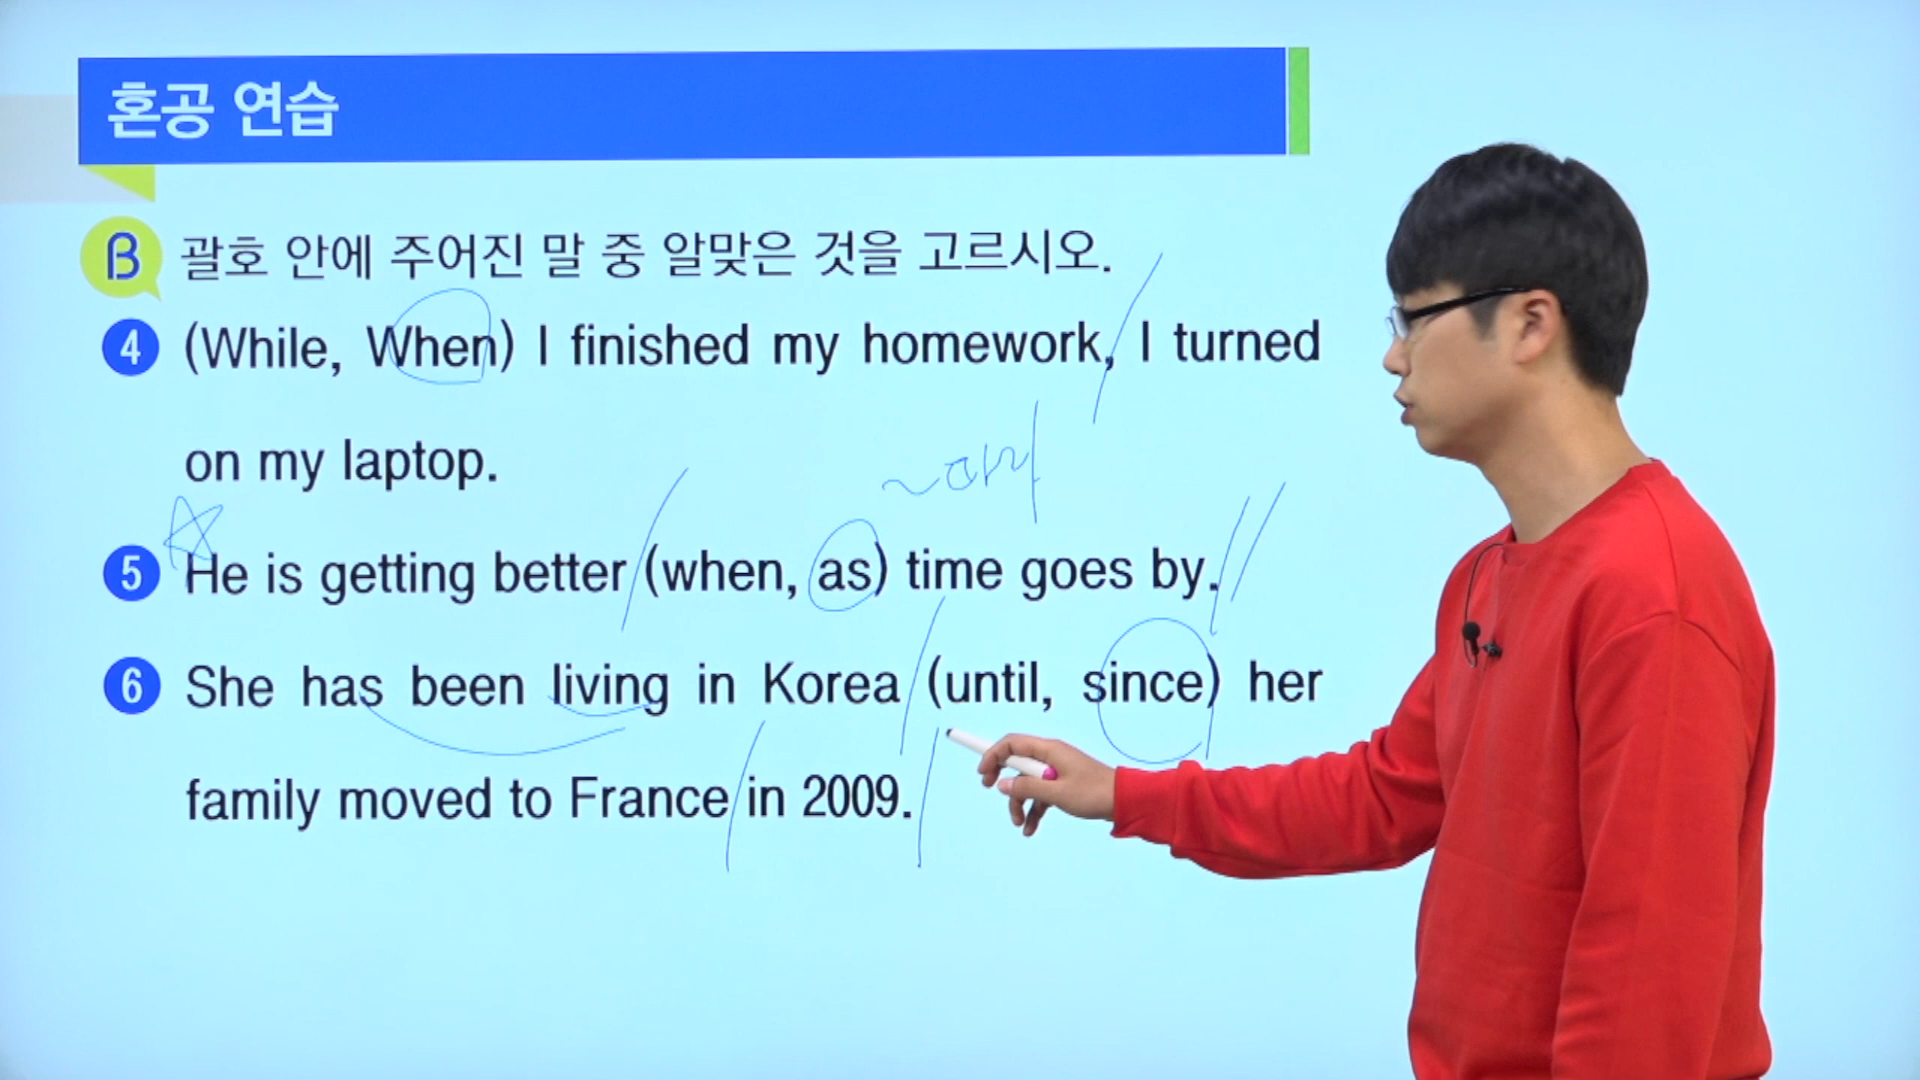 혼공 연습
B 괄호 안에 주어진 말 중 알맞은 것을 고르시오.
4 (While, When) I finished my homework, I turned
on my laptop.
~따라
5 He is getting better (when, as) time goes by.
6 She has been living in Korea (until, since) her
family moved to France in 2009.